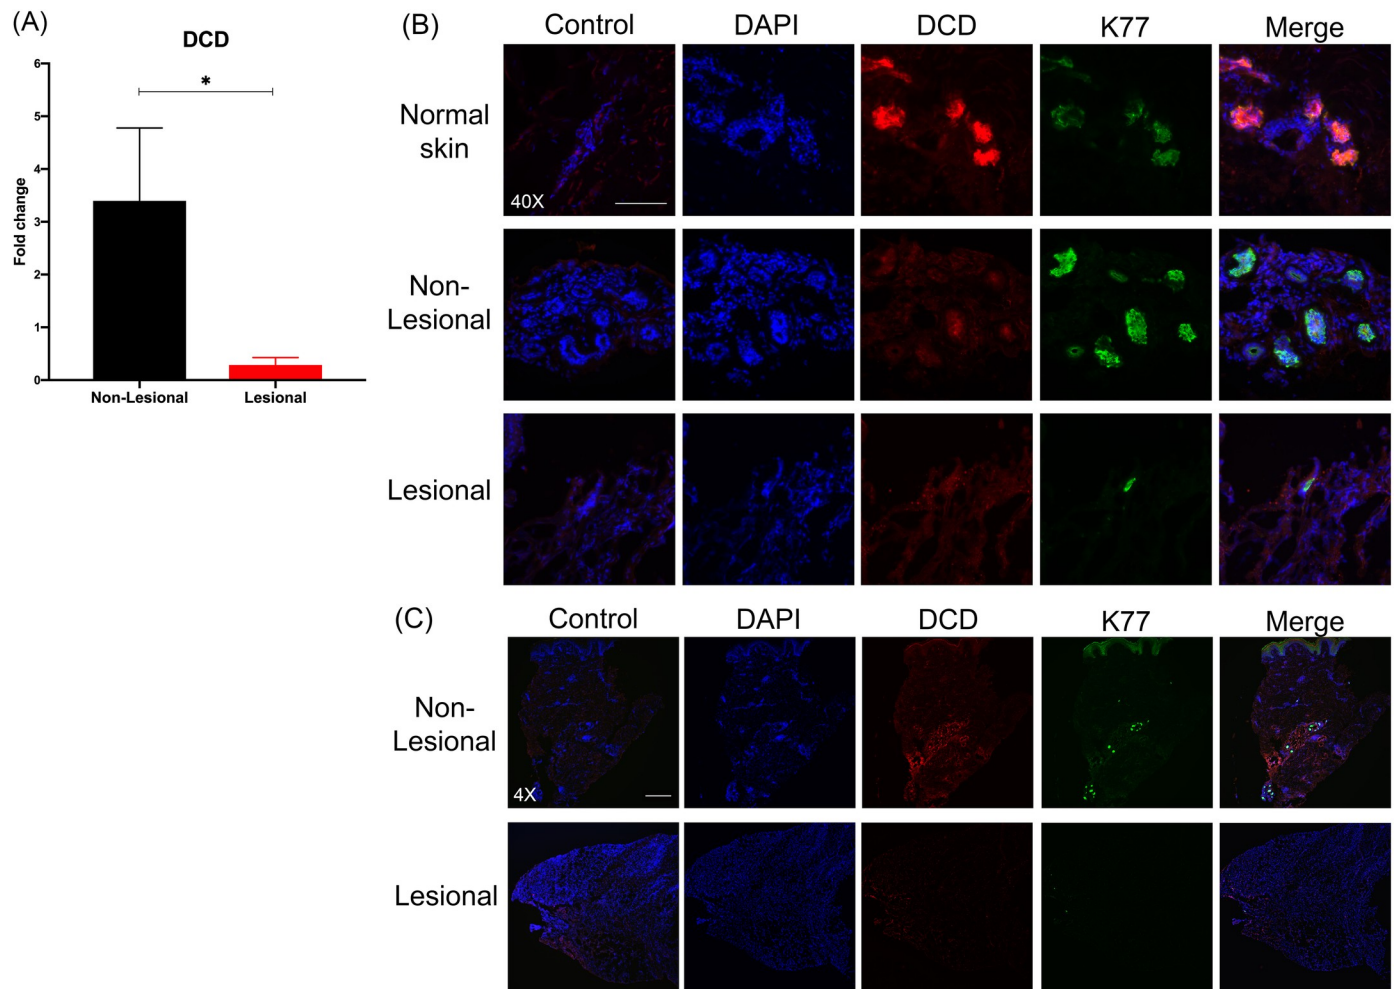 (A)
DCD
*
6
5
4
3
2
1
0
Fold change
Non-Lesional Lesional
(B)
Control DAPI DCD K77 Merge
Normal
skin
40X
Non-
Lesional
Lesional
(C)
Control DAPI DCD K77 Merge
Non-
Lesional
4X
Lesional